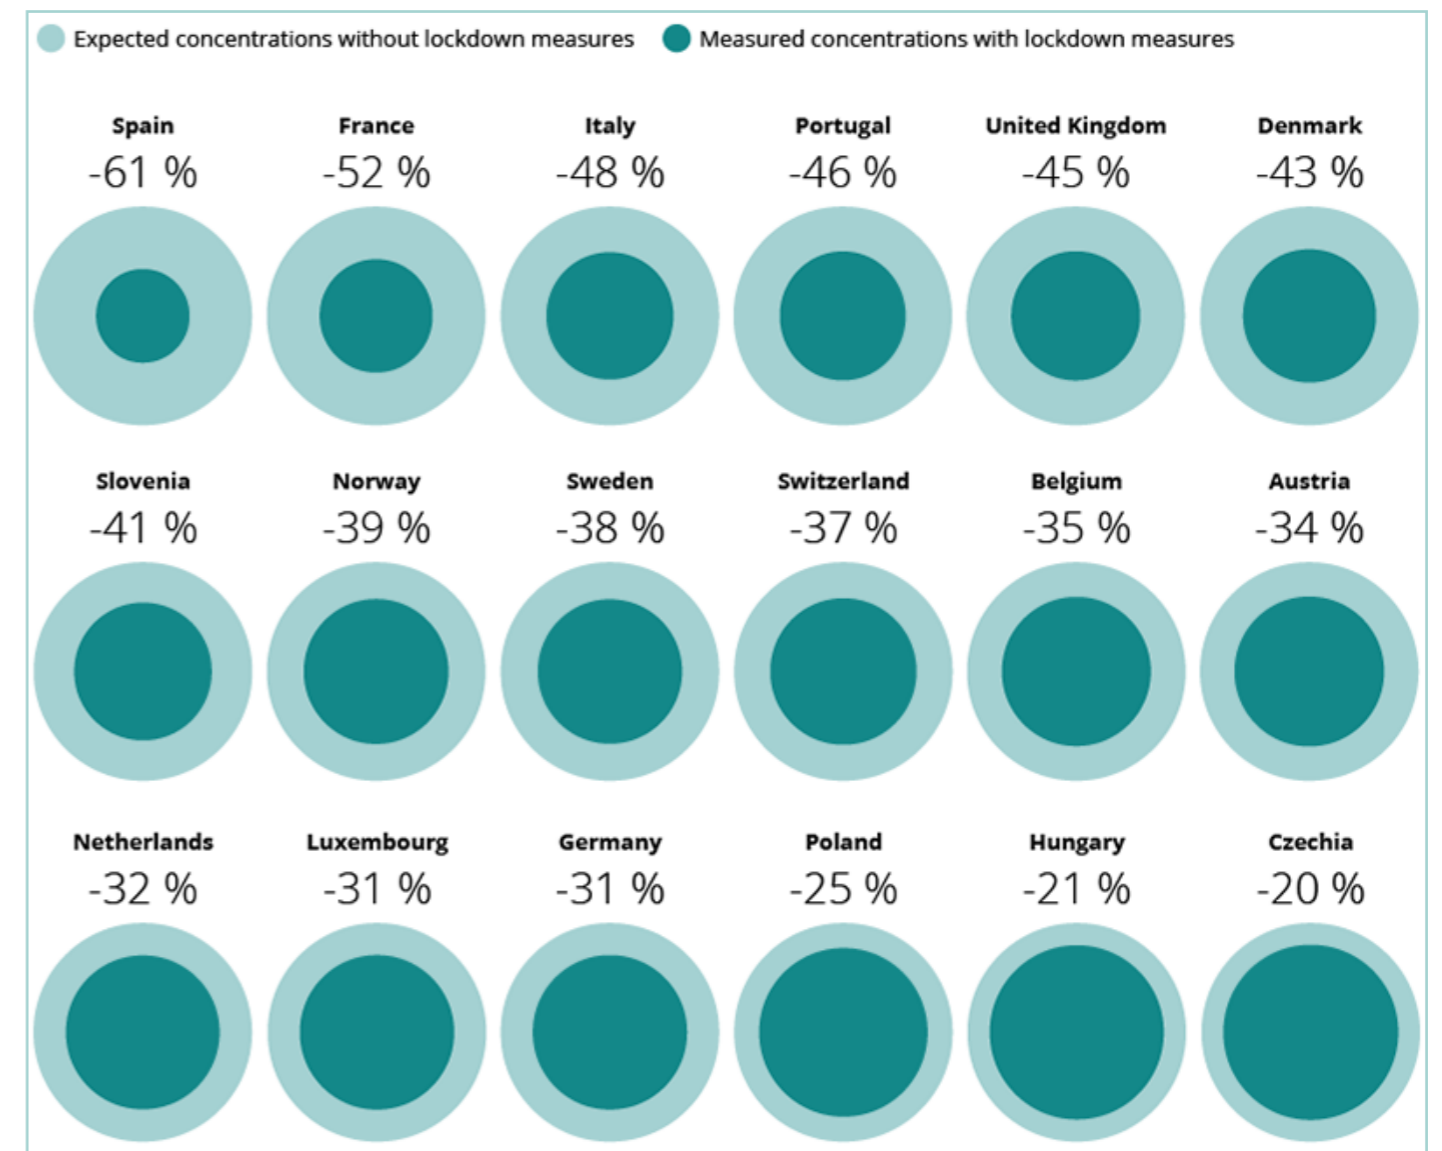 Expected concentrations without lockdown measures Measured concentrations with lockdown measures
Spain France Italy Portugal United Kingdom Denmark
-61 % -52 % -48 % -46 % -45 % -43 %
Slovenia Norway Sweden Switzerland Belgium Austria
-41 % -39 % -38 % -37 % -35 % -34 %
Netherlands Luxembourg Germany Poland Hungary Czechia
-32 % -31 % -31 % -25 % -21 % -20 %